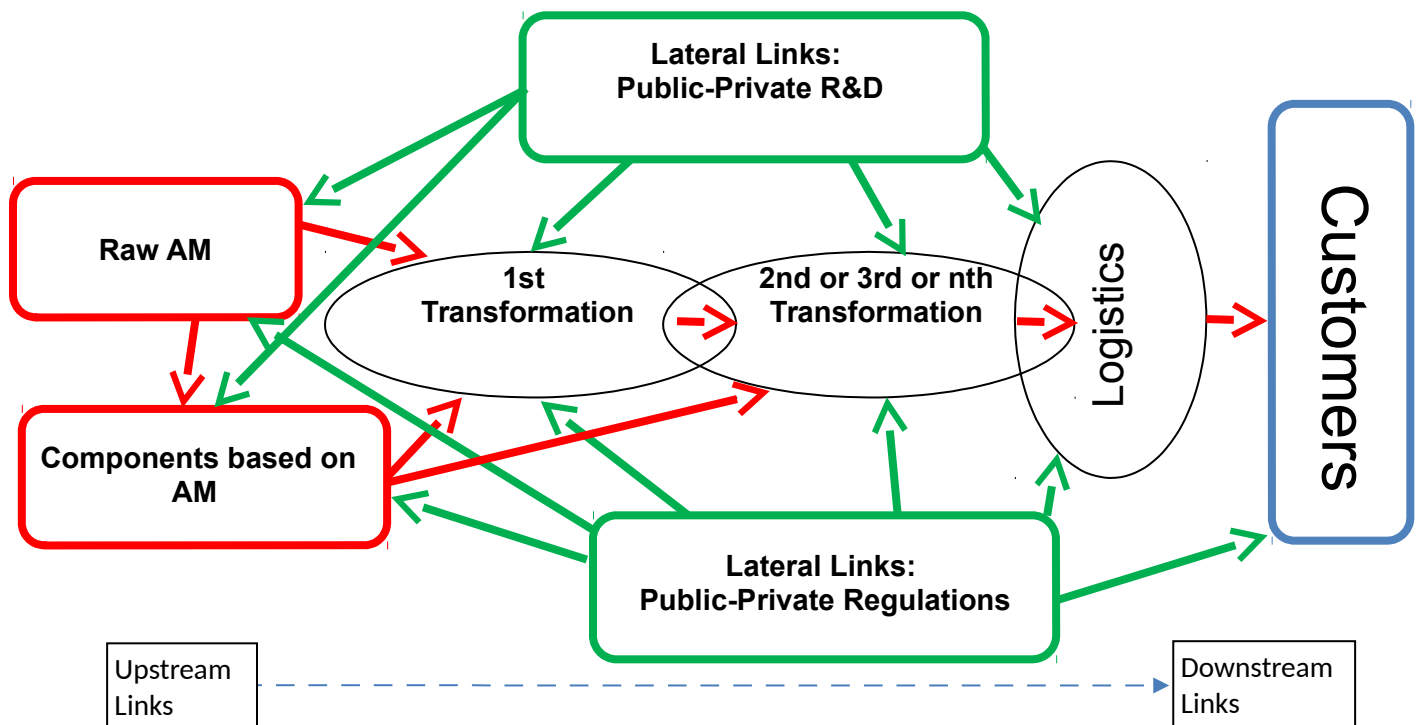 Lateral Links:
Public-Private R&D
Raw AM
1st
Transformation
2nd or 3rd or nth
Transformation
Logistics
Customers
Components based on
AM
Lateral Links:
Public-Private Regulations
Upstream
Links
Downstream
Links